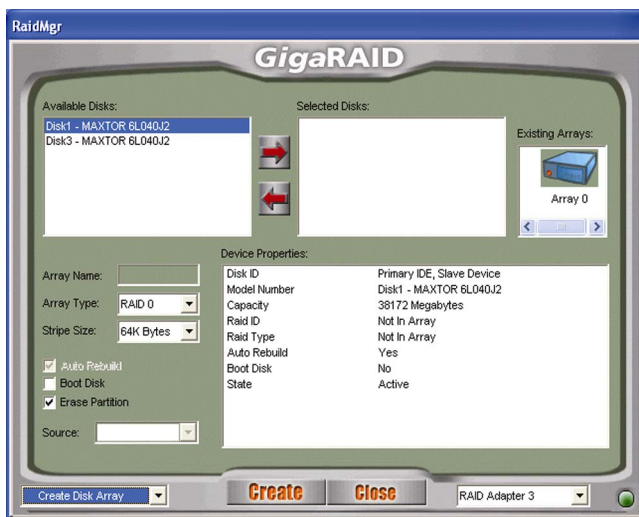 RaidMgr
GigaRAID
Available Disks:
Disk1 - MAXTOR 6L040J2
Disk3 - MAXTOR 6L040J2
Selected Disks:
Existing Arrays:
Array 0
Array Name:
Array Type: RAID 0
Stripe Size: 64K Bytes
Auto Rebuild
Boot Disk
Erase Partition
Source:
Device Properties:
Disk ID Primary IDE, Slave Device
Model Number Disk1 - MAXTOR 6L040J2
Capacity 38172 Megabytes
Raid ID Not In Array
Raid Type Not In Array
Auto Rebuild Yes
Boot Disk No
State Active
Create Disk Array
Create
Close
RAID Adapter 3